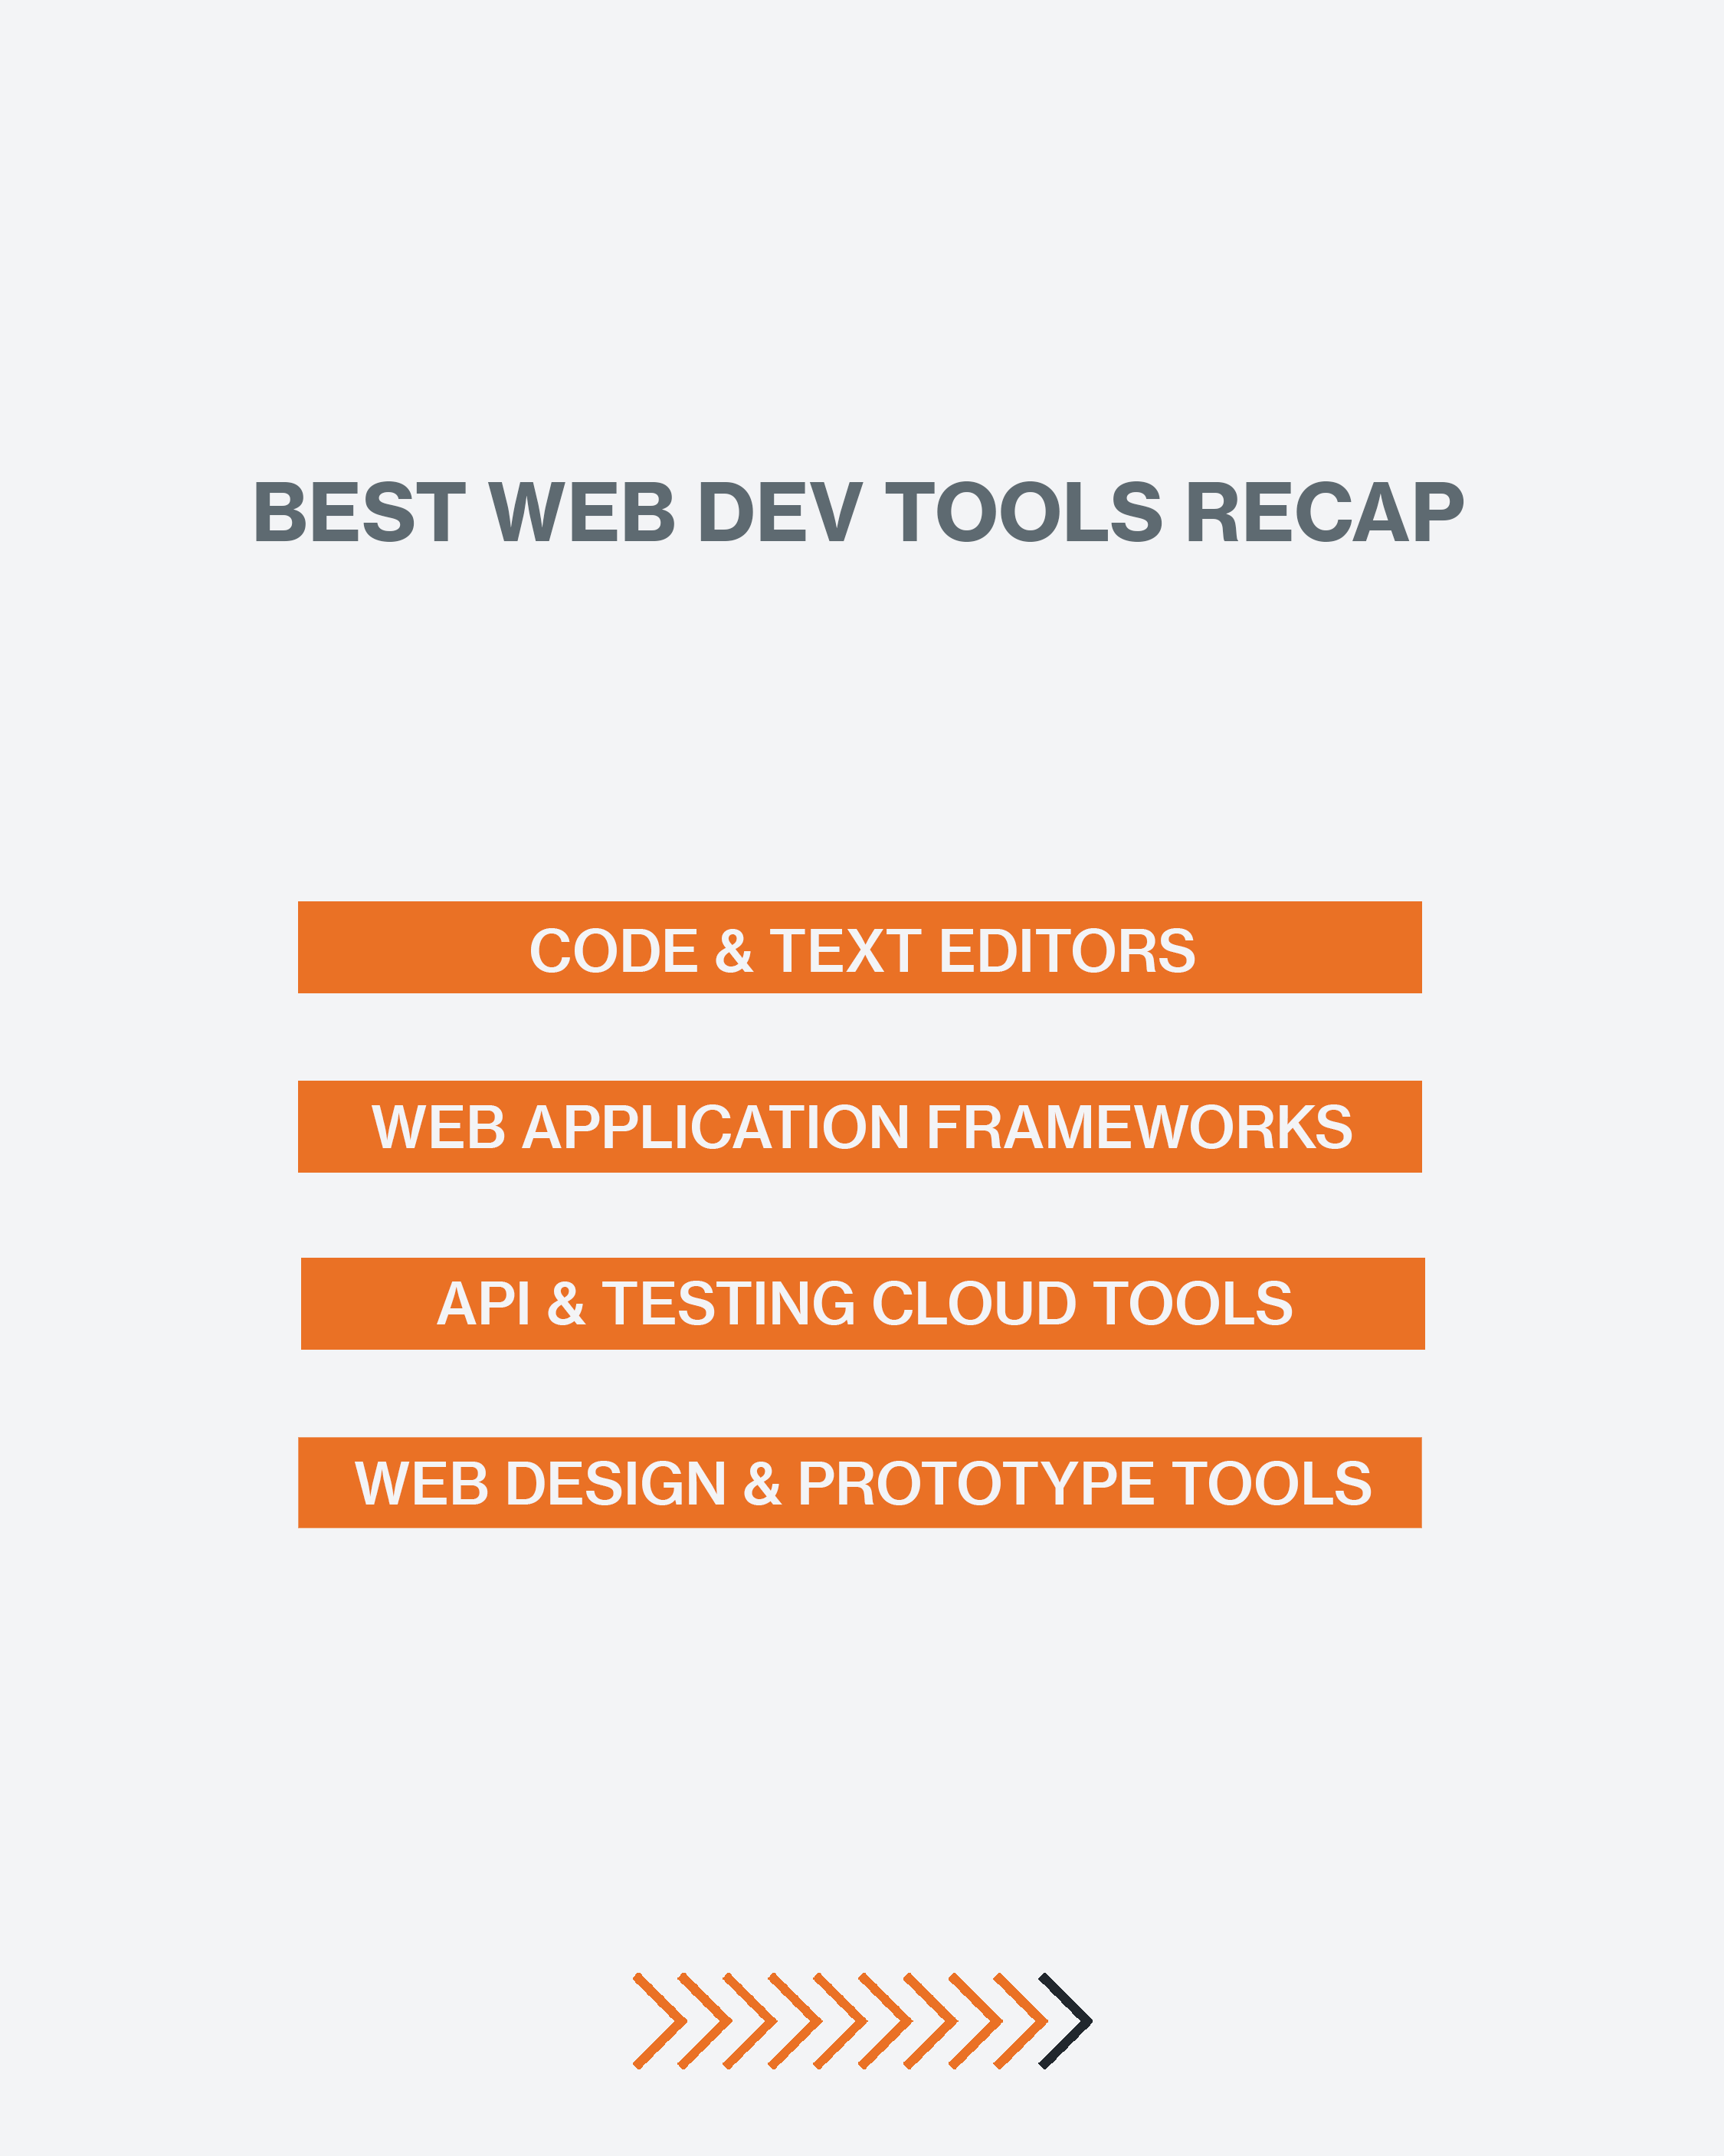 BEST WEB DEV TOOLS RECAP
CODE & TEXT EDITORS
WEB APPLICATION FRAMEWORKS
API & TESTING CLOUD TOOLS
WEB DESIGN & PROTOTYPE TOOLS